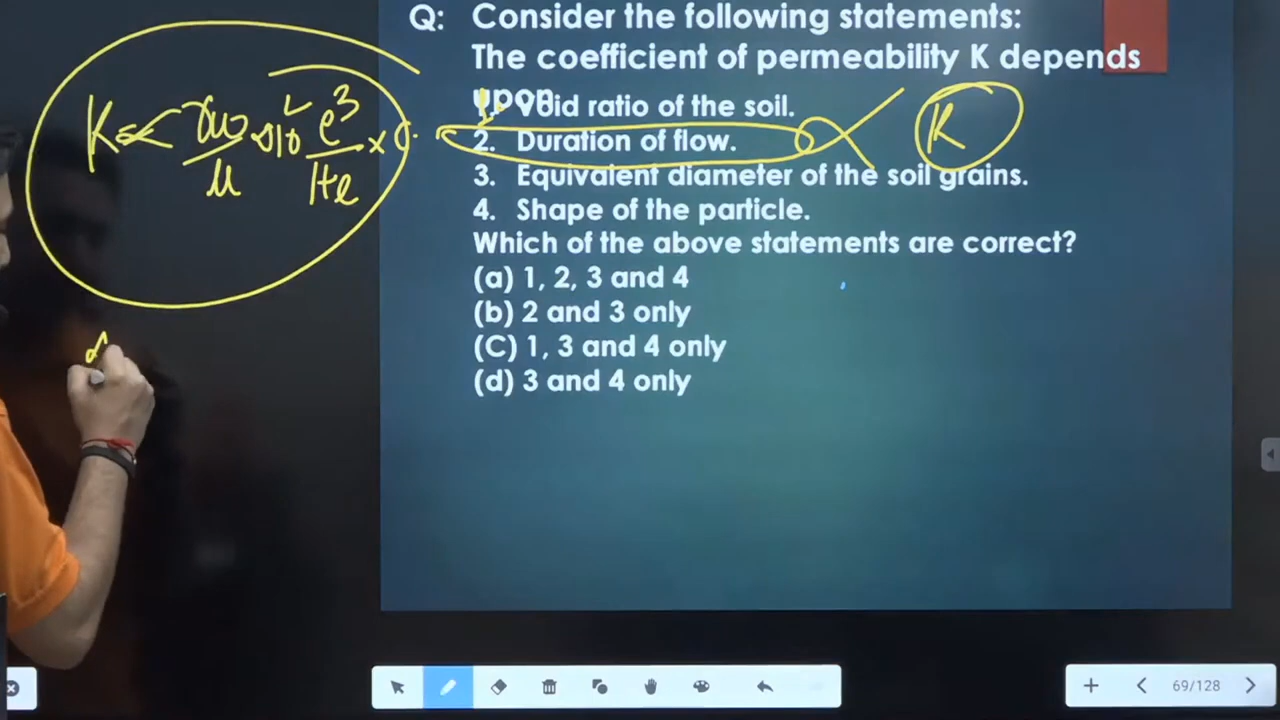 Q: Consider the following statements:
The coefficient of permeability K depends
upon
1. Void ratio of the soil.
2. Duration of flow.
3. Equivalent diameter of the soil grains.
4. Shape of the particle.
Which of the above statements are correct?
(a) 1, 2, 3 and 4
(b) 2 and 3 only
(C) 1, 3 and 4 only
(d) 3 and 4 only
K
e³
1+e
μ
K
69/128